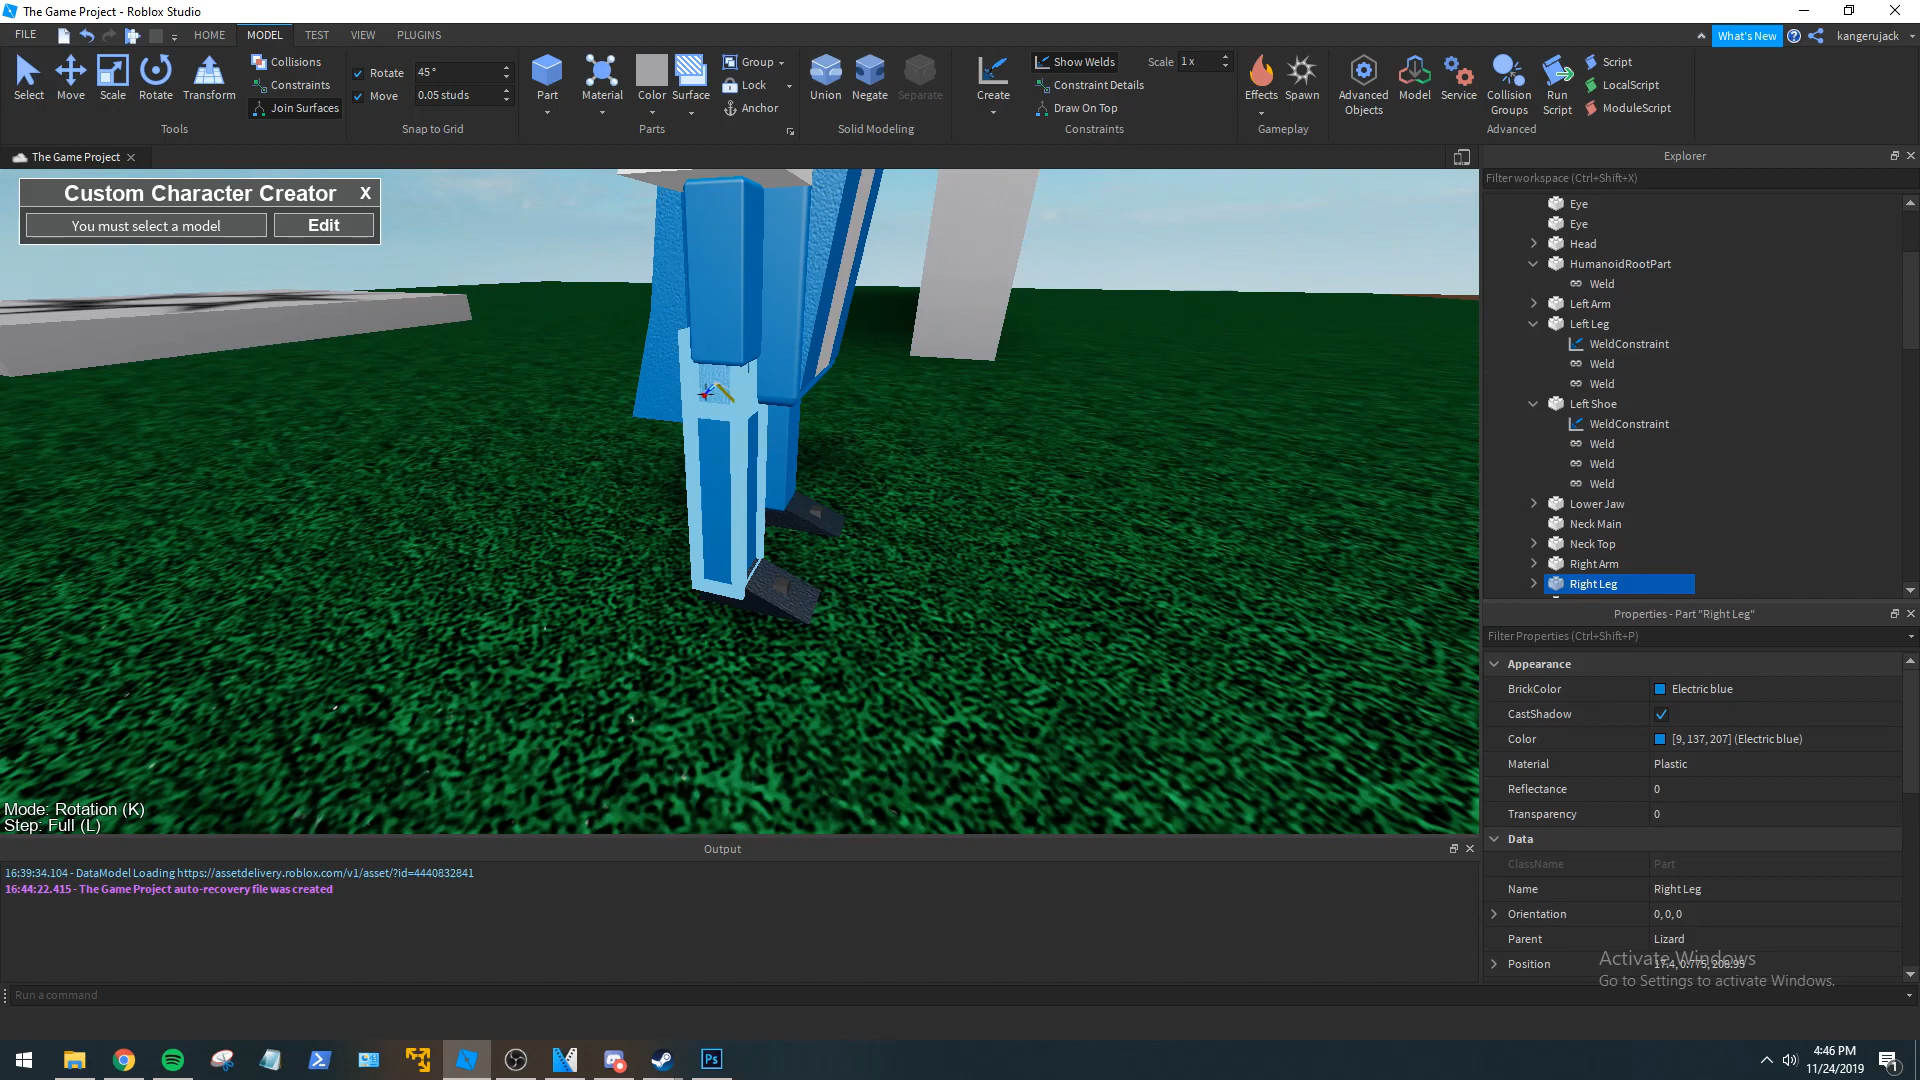 The Game Project - Roblox Studio
FILE HOME MODEL TEST VIEW PLUGINS What's New kangerujack
Select Move Scale Rotate Transform
Collisions
Constraints
Join Surfaces
Tools
Rotate 45°
Move 0.05 studs
Snap to Grid
Part Material Color Surface
Group
Lock
Anchor
Parts
Union Negate Separate
Solid Modeling
Create
Show Welds Scale 1 x
Constraint Details
Draw On Top
Constraints
Effects Spawn
Gameplay
Advanced Objects
Model
Service
Collision Groups
Run Script
Script
LocalScript
ModuleScript
Advanced
The Game Project
Custom Character Creator X
You must select a model Edit
Mode: Rotation (K)
Step: Full (L)
Explorer
Filter workspace (Ctrl+Shift+X)
Eye
Eye
Head
HumanoidRootPart
Weld
Left Arm
Left Leg
WeldConstraint
Weld
Weld
Left Shoe
WeldConstraint
Weld
Weld
Weld
Lower Jaw
Neck Main
Neck Top
Right Arm
Right Leg
Properties - Part "Right Leg"
Filter Properties (Ctrl+Shift+P)
Appearance
BrickColor Electric blue
CastShadow
Color [9, 137, 207] (Electric blue)
Material Plastic
Reflectance 0
Transparency 0
Data
ClassName Part
Name Right Leg
Orientation 0, 0, 0
Parent Lizard
Position 17.4, 0.775, 208.95
Activate Windows
Go to Settings to activate Windows.
Output
16:39:34.104 - DataModel Loading https://assetdelivery.roblox.com/v1/asset/?id=4440832841
16:44:22.415 - The Game Project auto-recovery file was created
Run a command
Ps
4:46 PM
11/24/2019
1